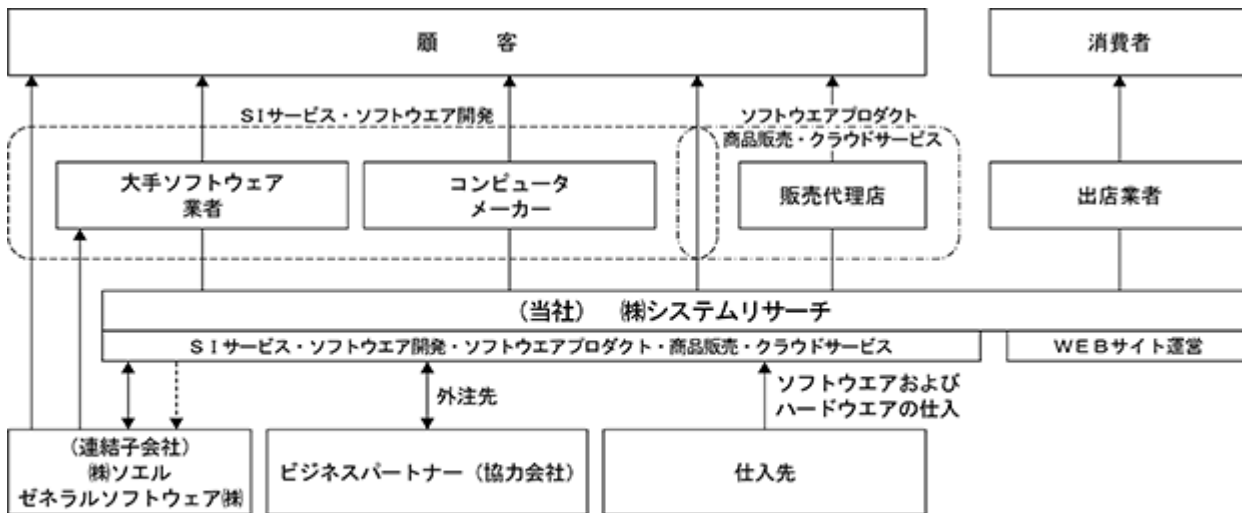 顧　客
消費者
SIサービス・ソフトウエア開発
ソフトウエアプロダクト
商品販売・クラウドサービス
大手ソフトウェア
業者
コンピュータ
メーカー
販売代理店
出店業者
(当社)　㈱システムリサーチ
SIサービス・ソフトウエア開発・ソフトウエアプロダクト・商品販売・クラウドサービス
WEBサイト運営
外注先
ソフトウエアおよび
ハードウエアの仕入
(連結子会社)
㈱ソエル
ゼネラルソフトウェア㈱
ビジネスパートナー（協力会社）
仕入先